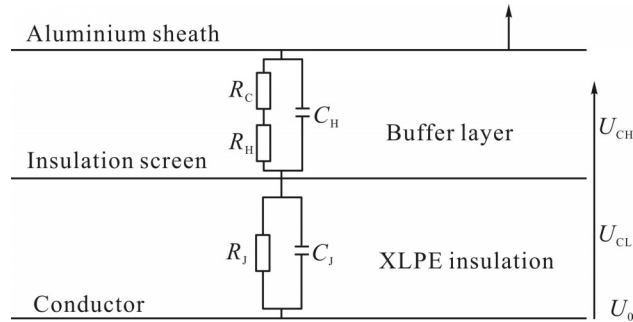 Aluminium sheath
R_C
C_H
R_H
Buffer layer
U_CH
Insulation screen
U_CL
R_J
C_J
XLPE insulation
Conductor
U_0